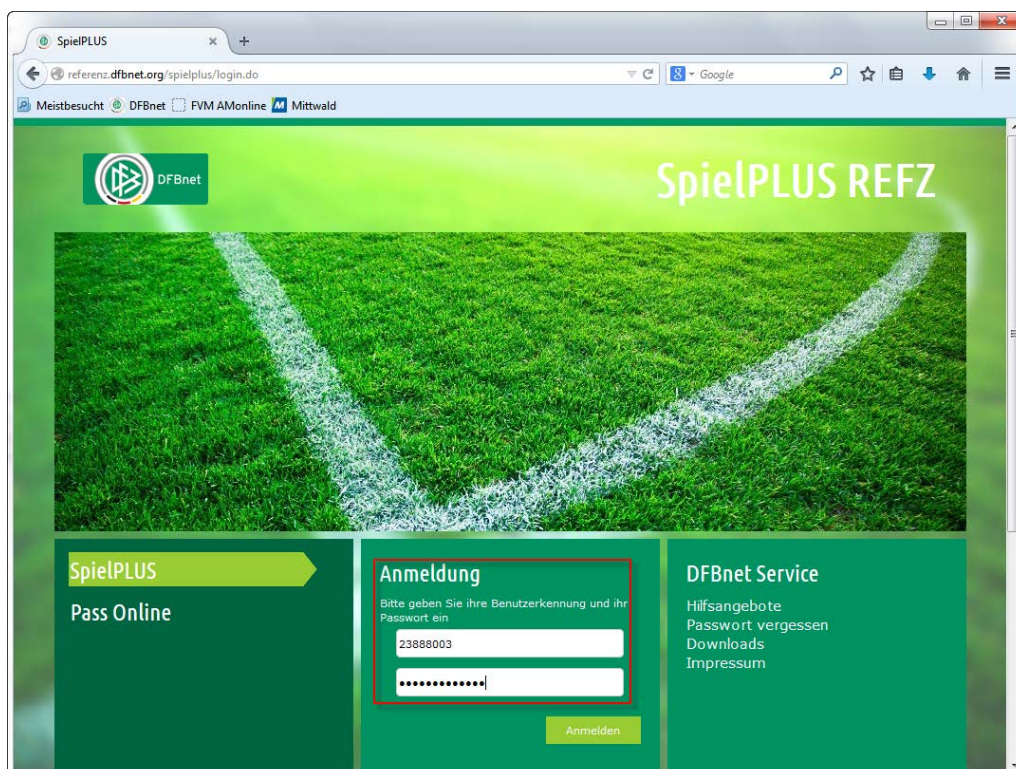 SpielPLUS
referenz.dfbnet.org/spielplus/login.do
Google
Meistbesucht DFBnet FVM AMonline Mittwald
DFBnet
SpielPLUS REFZ
SpielPLUS
Pass Online
Anmeldung
Bitte geben Sie ihre Benutzerkennung und ihr
Passwort ein
23888003
•••••••••••••
Anmelden
DFBnet Service
Hilfsangebote
Passwort vergessen
Downloads
Impressum